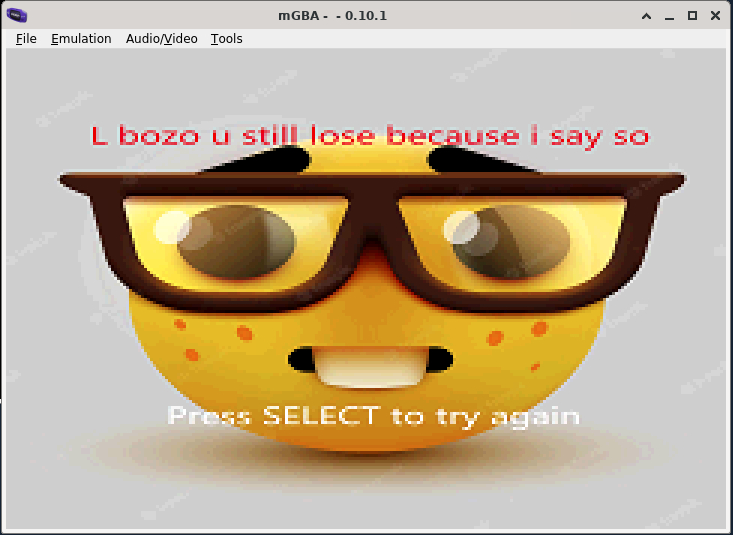 mGBA - - 0.10.1
File Emulation Audio/Video Tools
L bozo u still lose because i say so
Press SELECT to try again